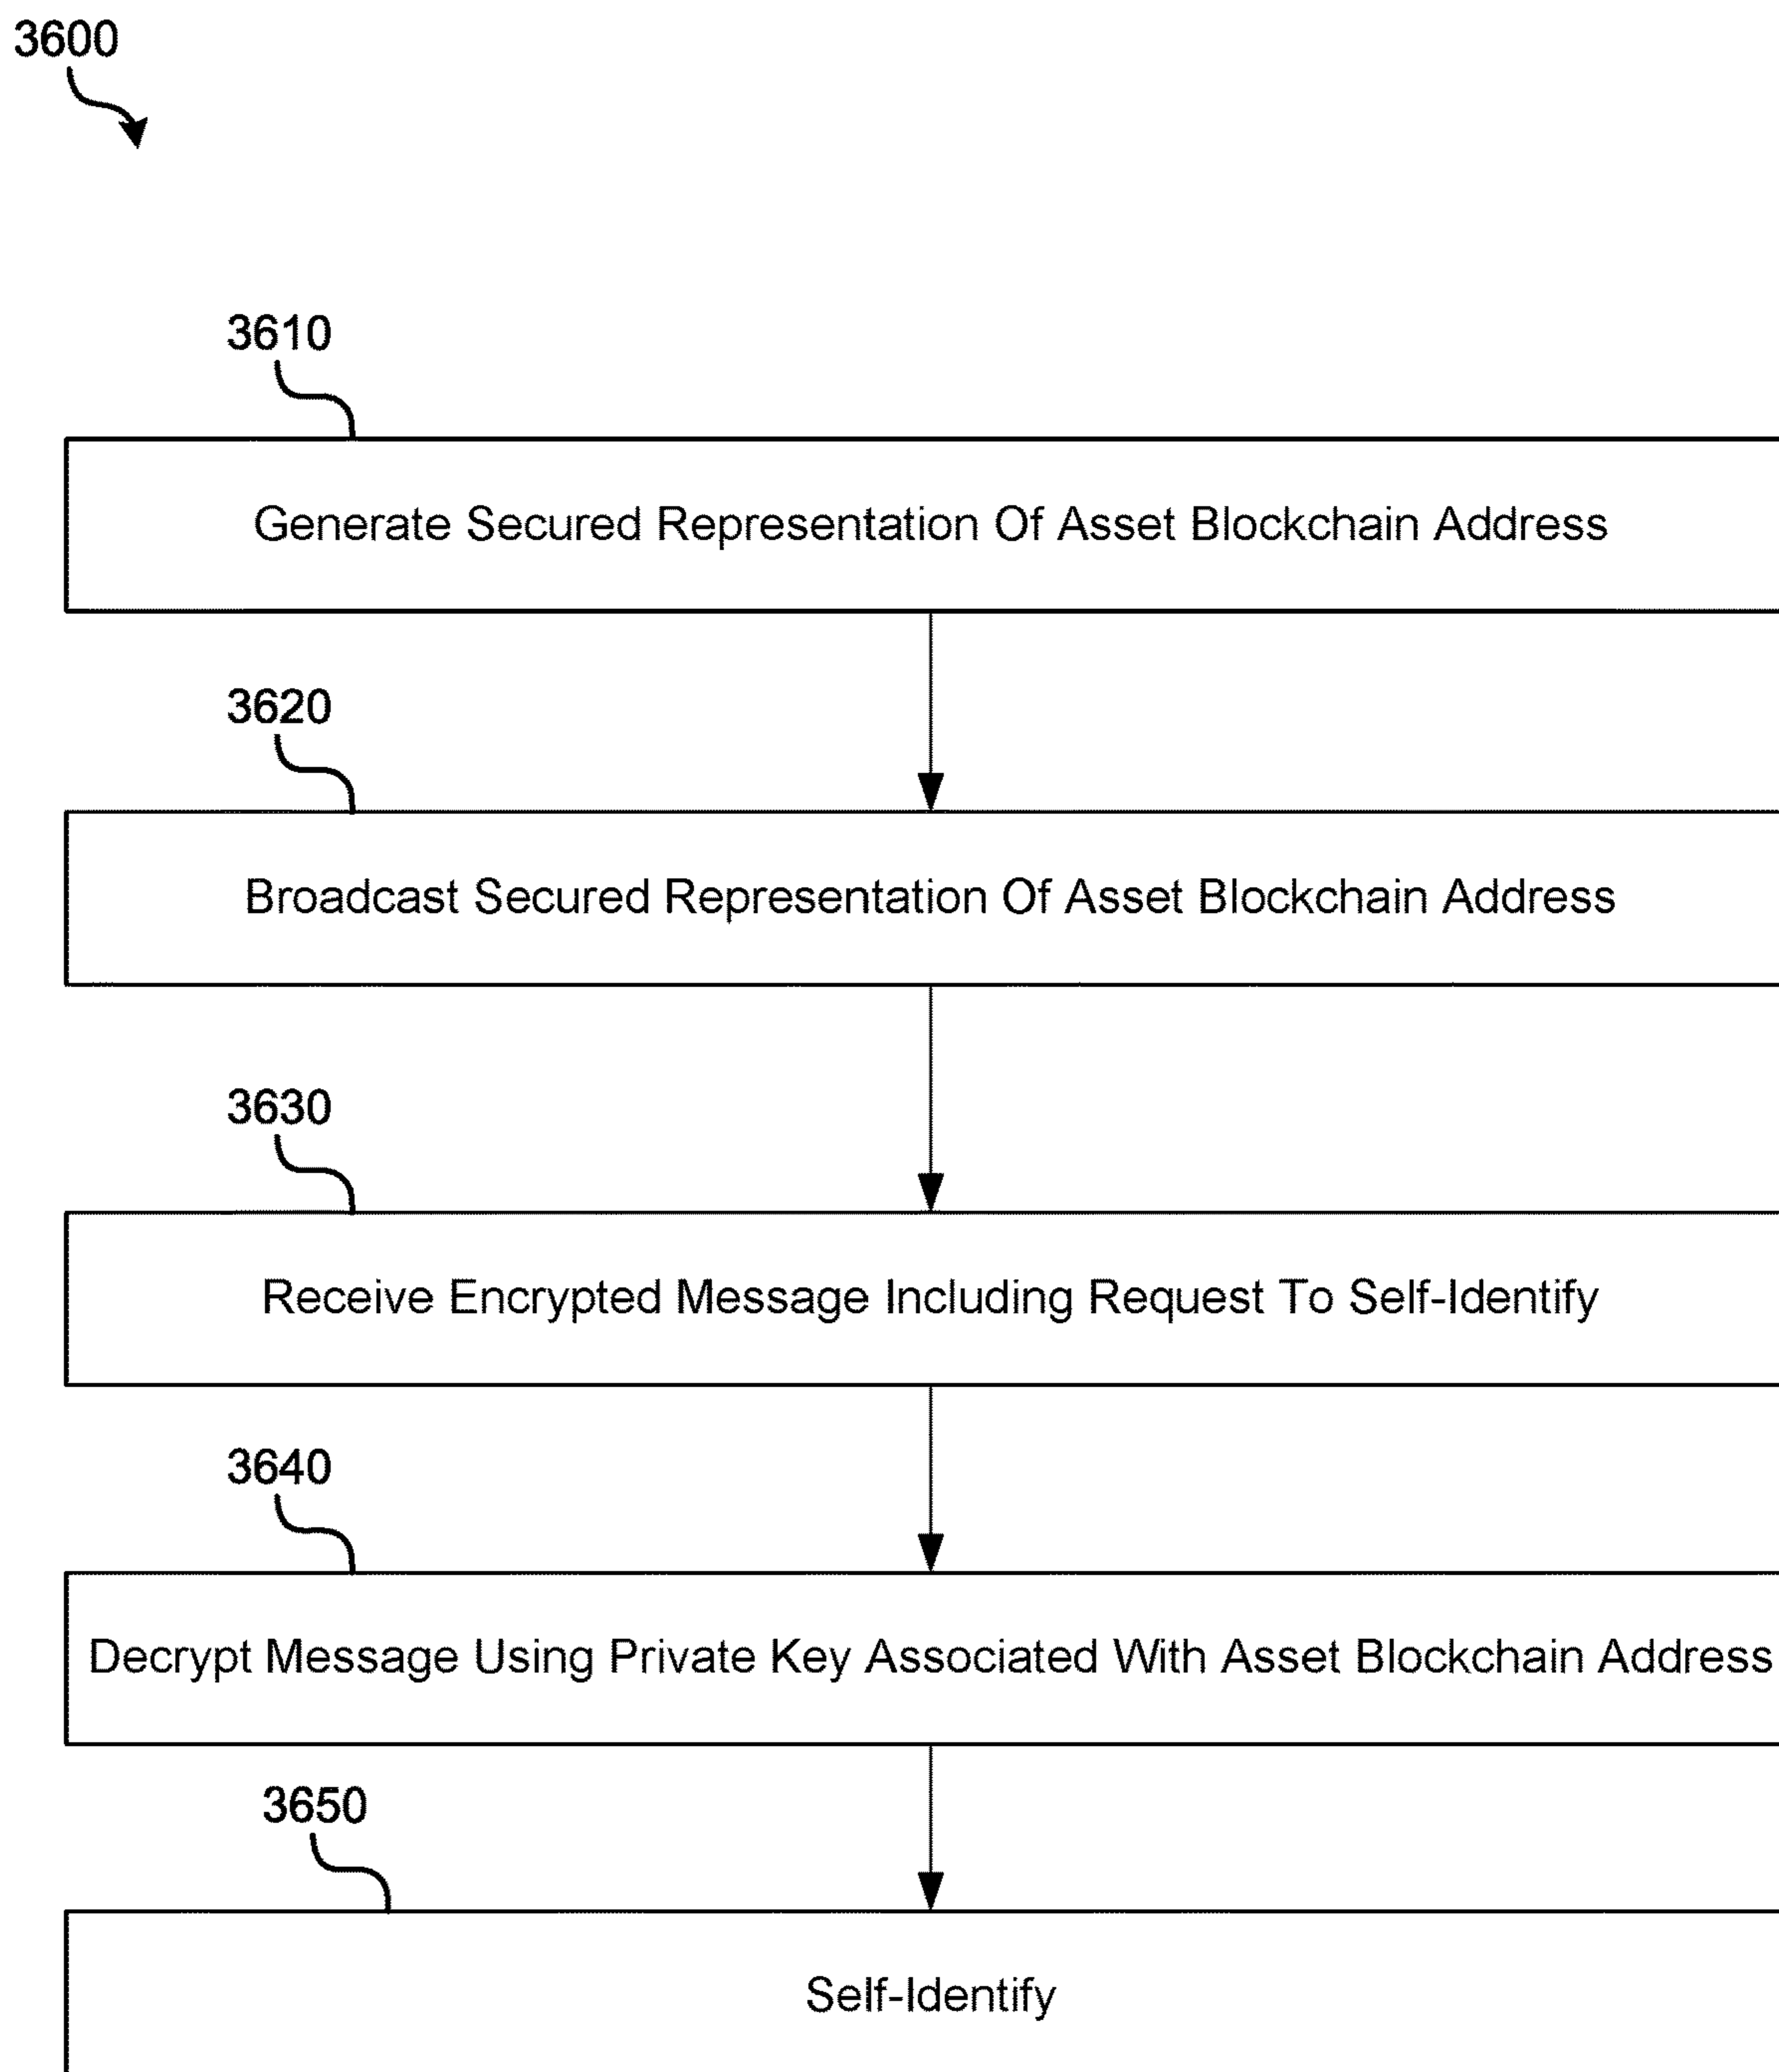 3600
3610
Generate Secured Representation Of Asset Blockchain Address
3620
Broadcast Secured Representation Of Asset Blockchain Address
3630
Receive Encrypted Message Including Request To Self-Identify
3640
Decrypt Message Using Private Key Associated With Asset Blockchain Address
3650
Self-Identify